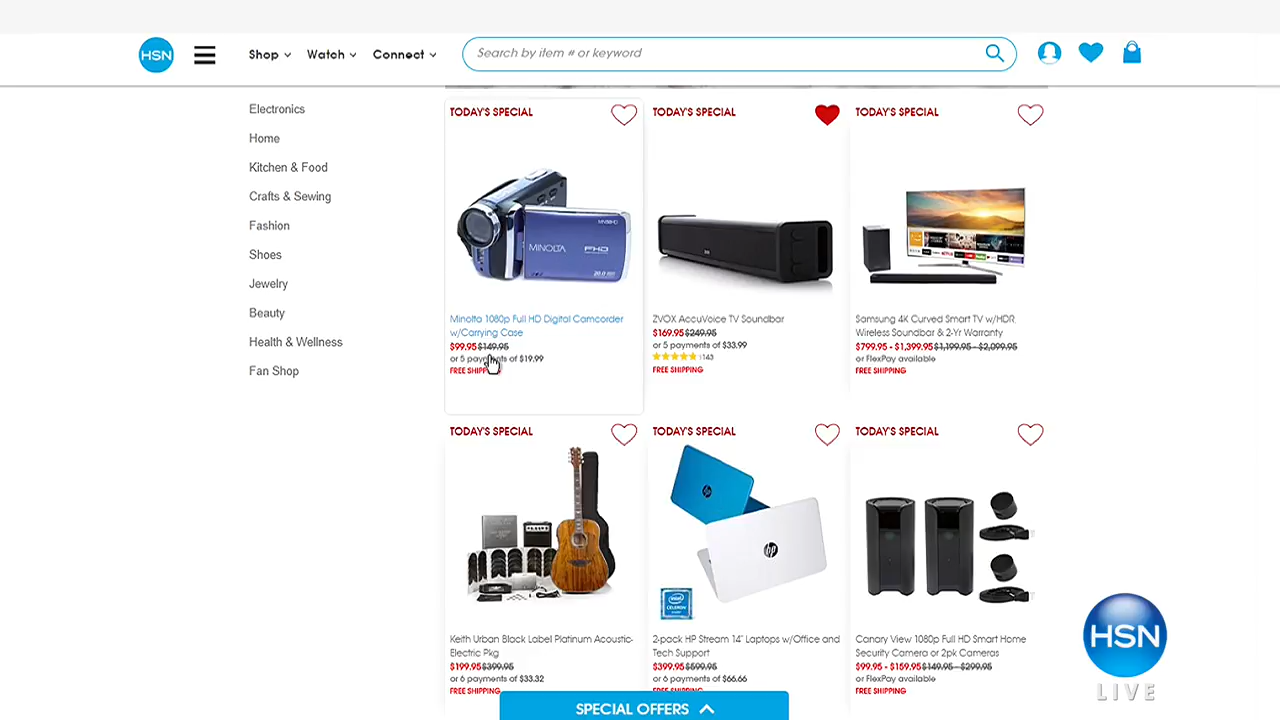 HSN
Shop
Watch
Connect
Search by item # or keyword
Electronics
Home
Kitchen & Food
Crafts & Sewing
Fashion
Shoes
Jewelry
Beauty
Health & Wellness
Fan Shop
TODAY'S SPECIAL
MINOLTA
FHD
Minolta 1080p Full HD Digital Camcorder
w/Carrying Case
$99.95 $149.95
or 5 payments of $19.99
FREE SHIPPING
TODAY'S SPECIAL
ZVOX AccuVoice TV Soundbar
$169.95 $249.95
or 5 payments of $33.99
143
FREE SHIPPING
TODAY'S SPECIAL
Samsung 4K Curved Smart TV w/HDR,
Wireless Soundbar & 2-Yr Warranty
$799.95 - $1,399.95 $1,199.95 - $2,099.95
or FlexPay available
FREE SHIPPING
TODAY'S SPECIAL
Keith Urban Black Label Platinum Acoustic-
Electric Pkg
$199.95 $399.95
or 6 payments of $33.32
FREE SHIPPING
TODAY'S SPECIAL
hp
intel
CELERON
2-pack HP Stream 14" Laptops w/Office and
Tech Support
$399.95 $599.95
or 6 payments of $66.66
FREE SHIPPING
TODAY'S SPECIAL
Canary View 1080p Full HD Smart Home
Security Camera or 2pk Cameras
$99.95 - $159.95 $149.95 - $299.95
or FlexPay available
FREE SHIPPING
SPECIAL OFFERS
HSN
LIVE